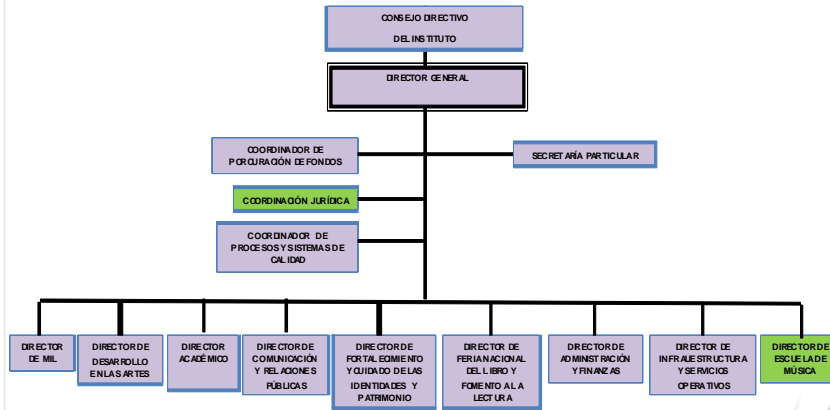 CONSEJO DIRECTIVO
DEL INSTITUTO
DIRECTOR GENERAL
COORDINADOR DE
PORCURACIÓN DE FONDOS
SECRETARÍA PARTICULAR
COORDINACIÓN JURÍDICA
COORDINADOR DE
PROCESOS Y SISTEMAS DE
CALIDAD
DIRECTOR
DE MIL
DIRECTOR DE
DESARROLLO
EN LAS ARTES
DIRECTOR
ACADÉMICO
DIRECTOR DE
COMUNICACIÓN
Y RELACIONES
PÚBLICAS
DIRECTOR DE
FORTALECIMIENTO
Y CUIDADO DE LAS
IDENTIDADES Y
PATRIMONIO
DIRECTOR DE
FERIA NACIONAL
DEL LIBRO Y
FOMENTO A LA
LECTURA
DRECTOR DE
ADMINISTRACIÓN
Y FINANZAS
DIRECTOR DE
INFRAUESTRUCTURA
Y SERVICIOS
OPERATIVOS
DIRECTOR DE
ESCUELA DE
MÚSICA